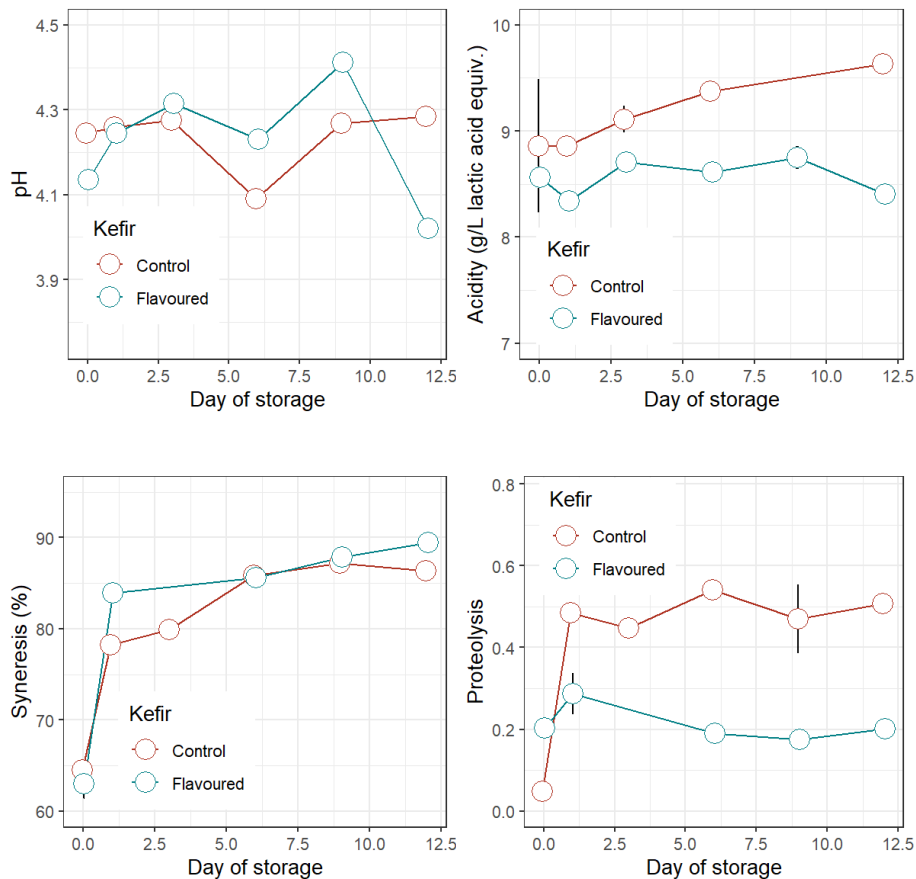 4.5
4.3
4.1
3.9
pH
Kefir
Control
Flavoured
0.0 2.5 5.0 7.5 10.0 12.5
Day of storage
10
9
8
7
Acidity (g/L lactic acid equiv.)
Kefir
Control
Flavoured
0.0 2.5 5.0 7.5 10.0 12.5
Day of storage
90
80
70
60
Syneresis (%)
Kefir
Control
Flavoured
0.0 2.5 5.0 7.5 10.0 12.5
Day of storage
0.8
0.6
0.4
0.2
0.0
Proteolysis
Kefir
Control
Flavoured
0.0 2.5 5.0 7.5 10.0 12.5
Day of storage